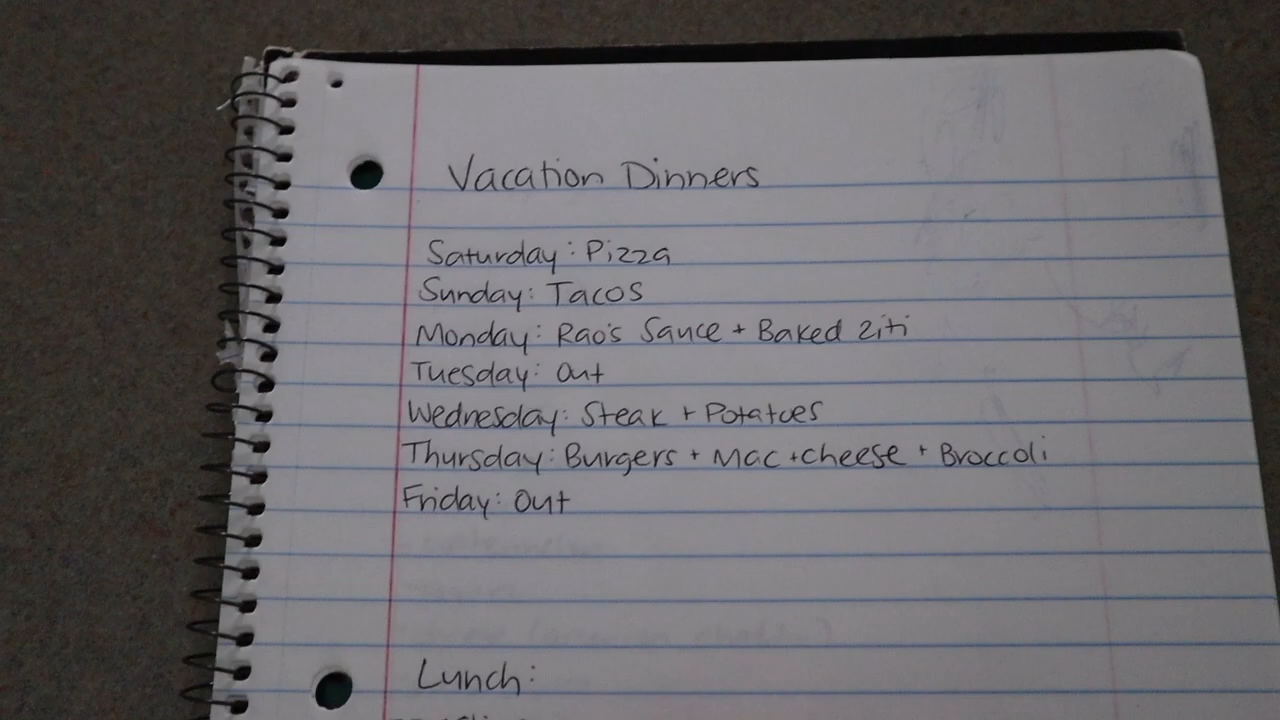 Vacation Dinners
Saturday: Pizza
Sunday: Tacos
Monday: Rao's Sauce + Baked Ziti
Tuesday: Out
Wednesday: Steak + Potatoes
Thursday: Burgers + Mac + cheese + Broccoli
Friday: Out
Lunch: